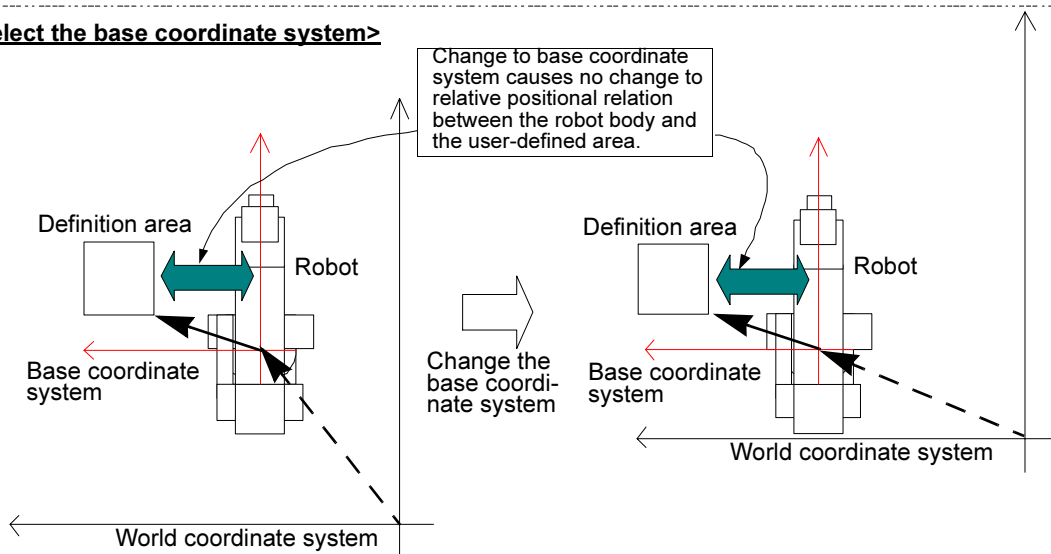 elect the base coordinate system>
Change to base coordinate
system causes no change to
relative positional relation
between the robot body and
the user-defined area.
Definition area
Robot
Base coordinate
system
World coordinate system
Change the
base coordi-
nate system
Definition area
Robot
Base coordinate
system
World coordinate system